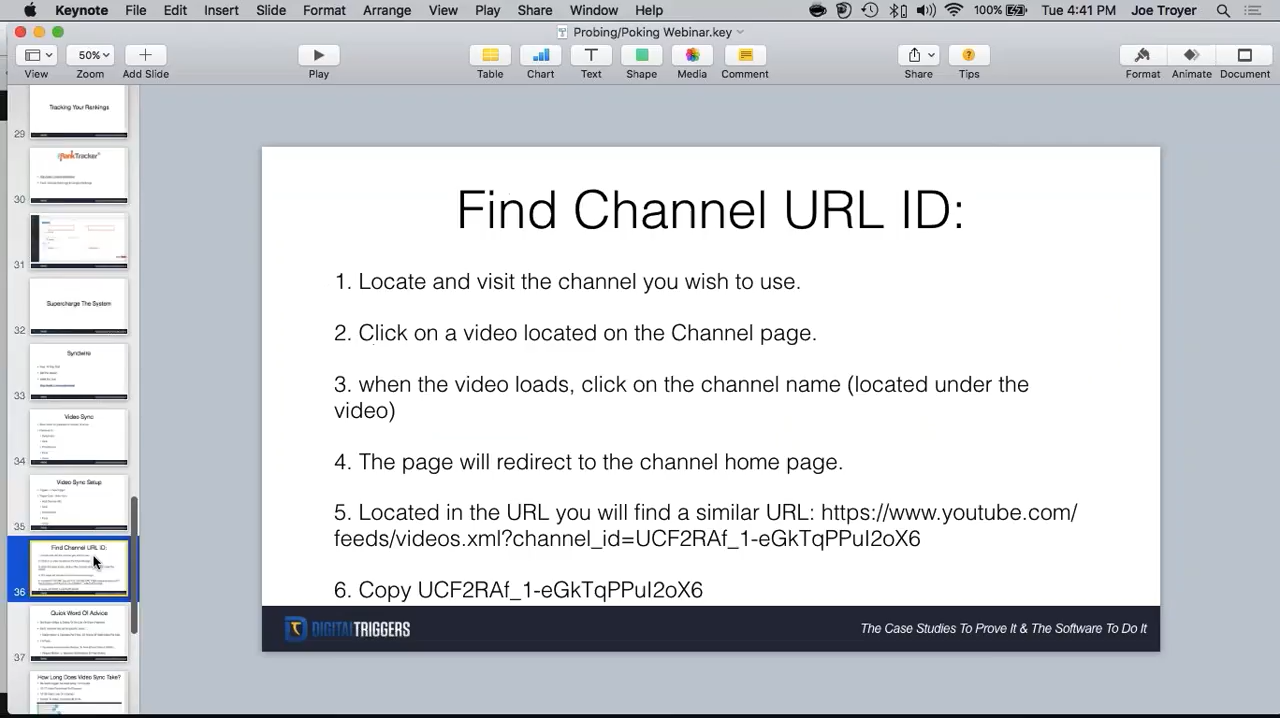 Keynote File Edit Insert Slide Format Arrange View Play Share Window Help 100% Tue 4:41 PM Joe Troyer
Probing/Poking Webinar.key
50%
View Zoom Add Slide Play Table Chart Text Shape Media Comment Share Tips Format Animate Document
Tracking Your Rankings
29
RankTracker
30
31
Supercharge The System
32
Syndwire
33
Video Sync
34
Video Sync Setup
35
Find Channel URL ID:
36
Quick Word Of Advice
37
How Long Does Video Sync Take?
Find Channel URL ID:
1. Locate and visit the channel you wish to use.
2. Click on a video located on the Channel page.
3. when the video loads, click on the channel name (located under the
video)
4. The page will redirect to the channel home page.
5. Located in the URL you will find a similar URL: https://www.youtube.com/
feeds/videos.xml?channel_id=UCF2RAf_1-eGkTqPPuI2oX6
6. Copy UCF2RAf_1-eGkTqPPuI2oX6
DIGITALTRIGGERS
The Case Studies To Prove It & The Software To Do It